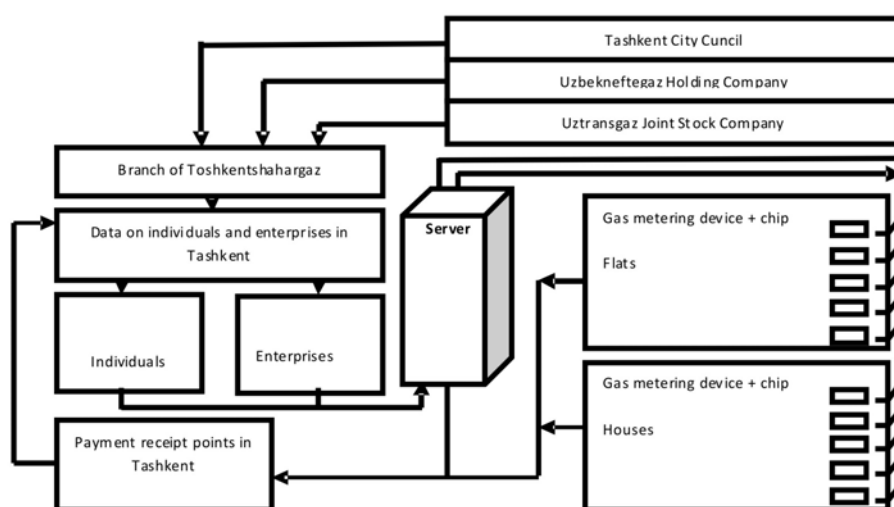 Tashkent City Cuncil
Uzbekneftegaz Holding Company
Uztransgaz Joint Stock Company
Branch of Toshkentshahargaz
Data on individuals and enterprises in
Tashkent
Server
Gas metering device + chip
Flats
Individuals
Enterprises
Gas metering device + chip
Houses
Payment receipt points in
Tashkent